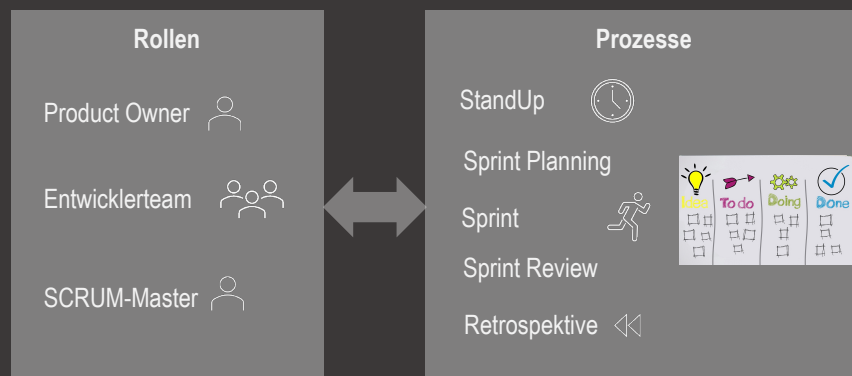 Rollen
Product Owner
Entwicklerteam
SCRUM-Master
Prozesse
StandUp
Sprint Planning
Sprint
Sprint Review
Retrospektive
To do
Doing
Done